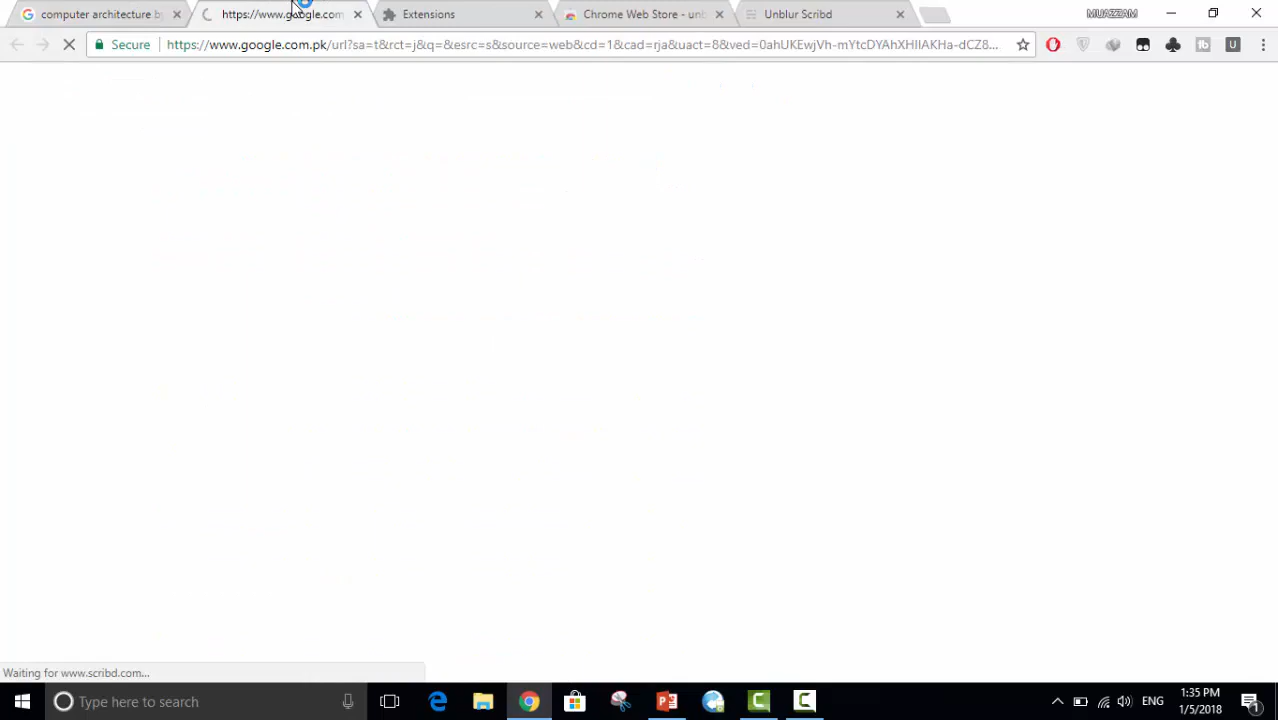 computer architecture by
https://www.google.com
Extensions
Chrome Web Store - unb
Unblur Scribd
MUAZZAM
Secure
https://www.google.com.pk/url?sa=t&rct=j&q=&esrc=s&source=web&cd=1&cad=rja&uact=8&ved=0ahUKEwjVh-mYtcDYAhXHIIAKHa-dCZ8...
U
Waiting for www.scribd.com...
Type here to search
ENG
1:35 PM
1/5/2018
1